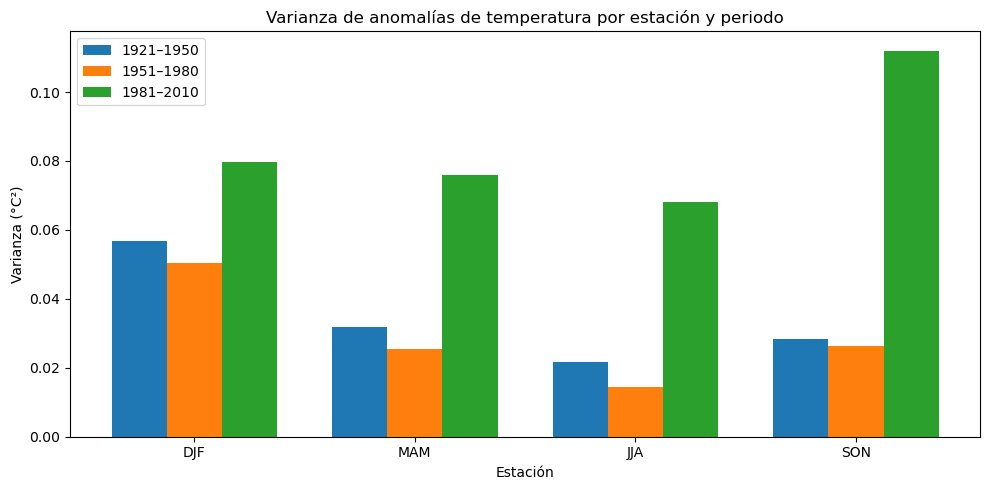 Varianza de anomalías de temperatura por estación y periodo
1921–1950
1951–1980
1981–2010
Varianza (°C²)
0.10
0.08
0.06
0.04
0.02
0.00
DJF
MAM
JJA
SON
Estación